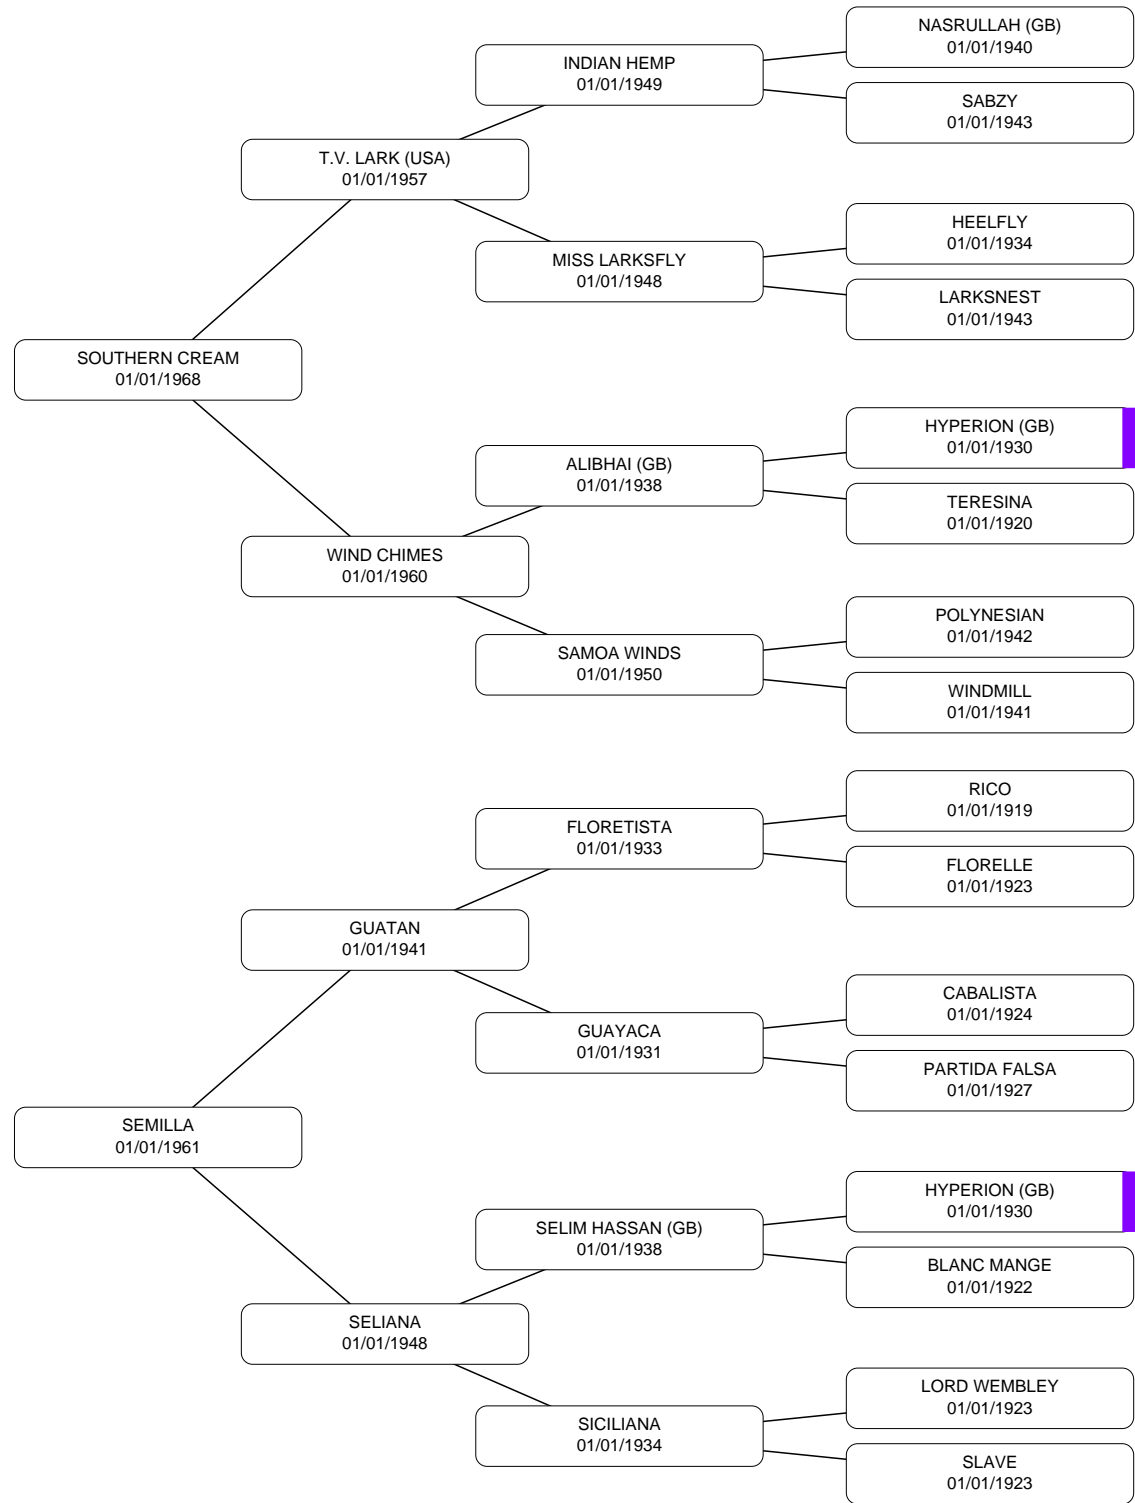 NASRULLAH (GB)
01/01/1940
INDIAN HEMP
01/01/1949
SABZY
01/01/1943
T.V. LARK (USA)
01/01/1957
HEELFLY
01/01/1934
MISS LARKSFLY
01/01/1948
LARKSNEST
01/01/1943
SOUTHERN CREAM
01/01/1968
HYPERION (GB)
01/01/1930
ALIBHAI (GB)
01/01/1938
TERESINA
01/01/1920
WIND CHIMES
01/01/1960
POLYNESIAN
01/01/1942
SAMOA WINDS
01/01/1950
WINDMILL
01/01/1941
RICO
01/01/1919
FLORETISTA
01/01/1933
FLORELLE
01/01/1923
GUATAN
01/01/1941
CABALISTA
01/01/1924
GUAYACA
01/01/1931
PARTIDA FALSA
01/01/1927
SEMILLA
01/01/1961
HYPERION (GB)
01/01/1930
SELIM HASSAN (GB)
01/01/1938
BLANC MANGE
01/01/1922
SELIANA
01/01/1948
LORD WEMBLEY
01/01/1923
SICILIANA
01/01/1934
SLAVE
01/01/1923